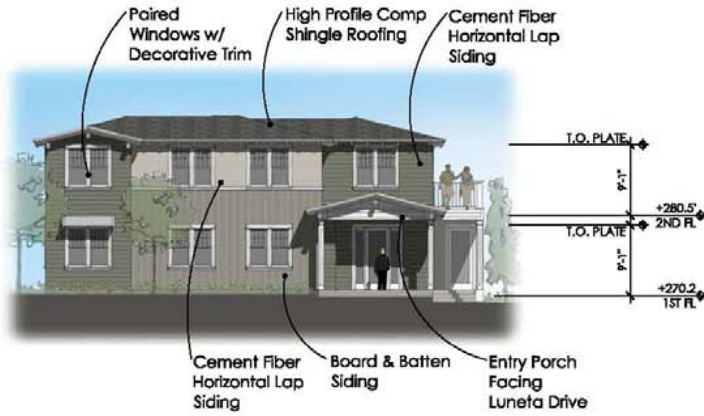 Paired
Windows w/
Decorative Trim
High Profile Comp
Shingle Roofing
Cement Fiber
Horizontal Lap
Siding
T.O. PLATE
9'-1"
+280.5'
2ND FL
T.O. PLATE
9'-1"
+270.2
1ST FL
Cement Fiber
Horizontal Lap
Siding
Board & Batten
Siding
Entry Porch
Facing
Luneta Drive